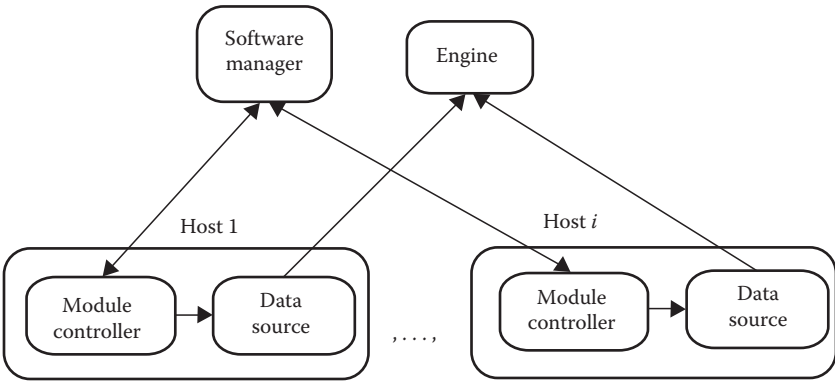 Software
manager
Engine
Host 1
Host i
Module
controller
Data
source
, . . . ,
Module
controller
Data
source